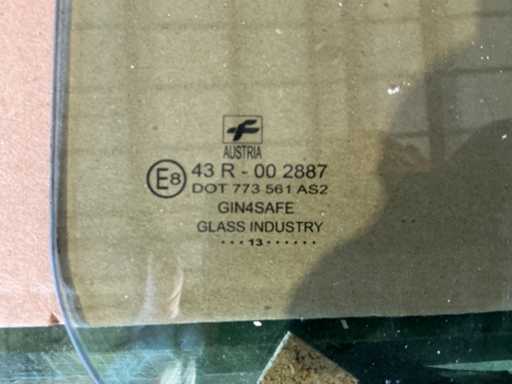 AUSTRIA
E8 43 R - 00 2887
DOT 773 561 AS2
GIN4SAFE
GLASS INDUSTRY
•••13••••••